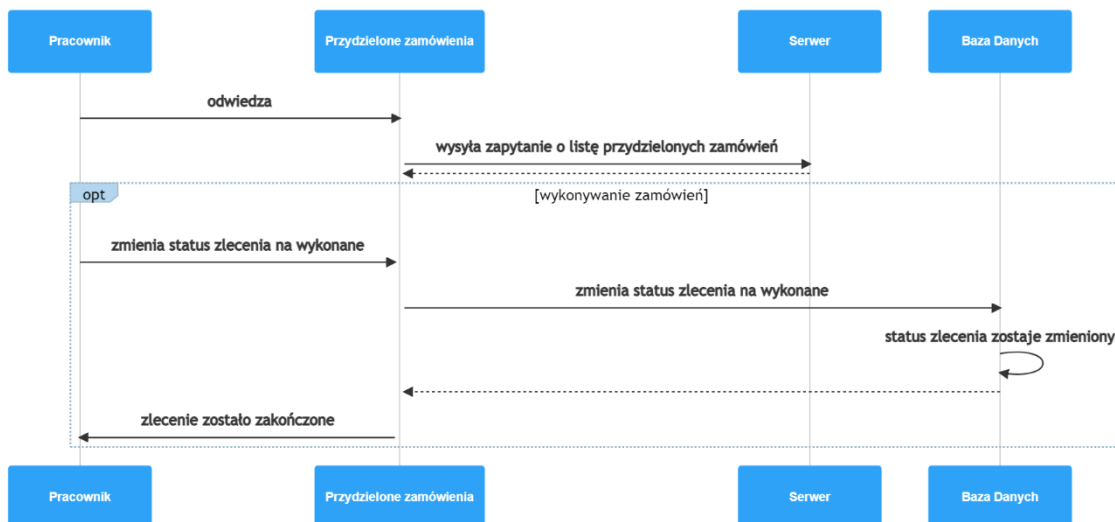 Pracownik
Przydzielone zamówienia
Serwer
Baza Danych
odwiedza
wysyła zapytanie o listę przydzielonych zamówień
opt
[wykonywanie zamówień]
zmienia status zlecenia na wykonane
zmienia status zlecenia na wykonane
status zlecenia zostaje zmieniony
zlecenie zostało zakończone
Pracownik
Przydzielone zamówienia
Serwer
Baza Danych